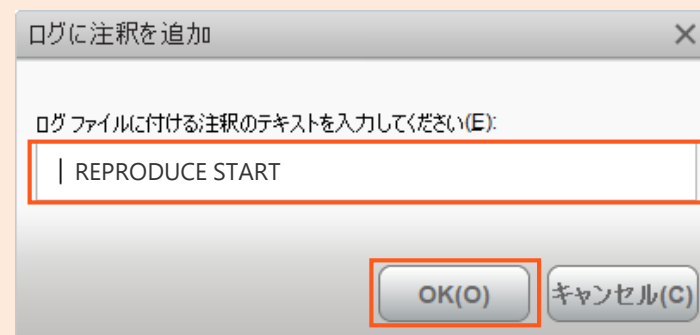 ログに注釈を追加
ログ ファイルに付ける注釈のテキストを入力してください(E):
REPRODUCE START
OK(O)
キャンセル(C)